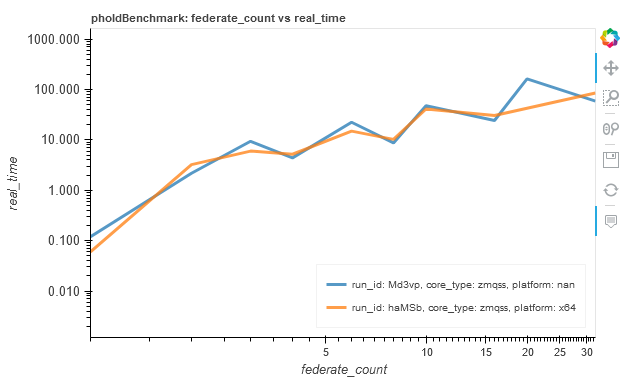 pholdBenchmark: federate_count vs real_time
1000.000
100.000
10.000
1.000
0.100
0.010
real_time
run_id: Md3vp, core_type: zmqss, platform: nan
run_id: haMSb, core_type: zmqss, platform: x64
5 10 15 20 25 30
federate_count